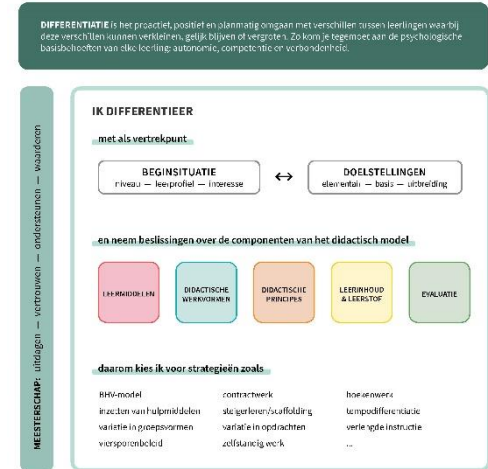 DIFFERENTIATIE is het proactief, positief en planmatig omgaan met verschillen tussen leerlingen waarbij
deze verschillen kunnen verkleinen, gelijk blijven of vergroten. Zo kom je tegemoet aan de psychologische
basisbehoeften van elke leerling: autonomie, competentie en verbondenheid.
MEESTERSCHAP: uitdagen — vertrouwen — ondersteunen — waarderen
IK DIFFERENTIEER
met als vertrekpunt
BEGINSITUATIE
niveau — leerprofiel — interesse
DOELSTELLINGEN
elementair — basis — uitbreiding
en neem beslissingen over de componenten van het didactisch model
LEERMIDDELEN
DIDACTISCHE
WERKVORMEN
DIDACTISCHE
PRINCIPES
LEERINHOUD
& LEERSTOF
EVALUATIE
daarom kies ik voor strategieën zoals
BHV-model
contractwerk
hoekenwerk
inzetten van hulpmiddelen
steigerleren/scaffolding
tempodifferentiatie
variatie in groepsvormen
variatie in opdrachten
verlengde instructie
viersporenbeleid
zelfstandig werk
...